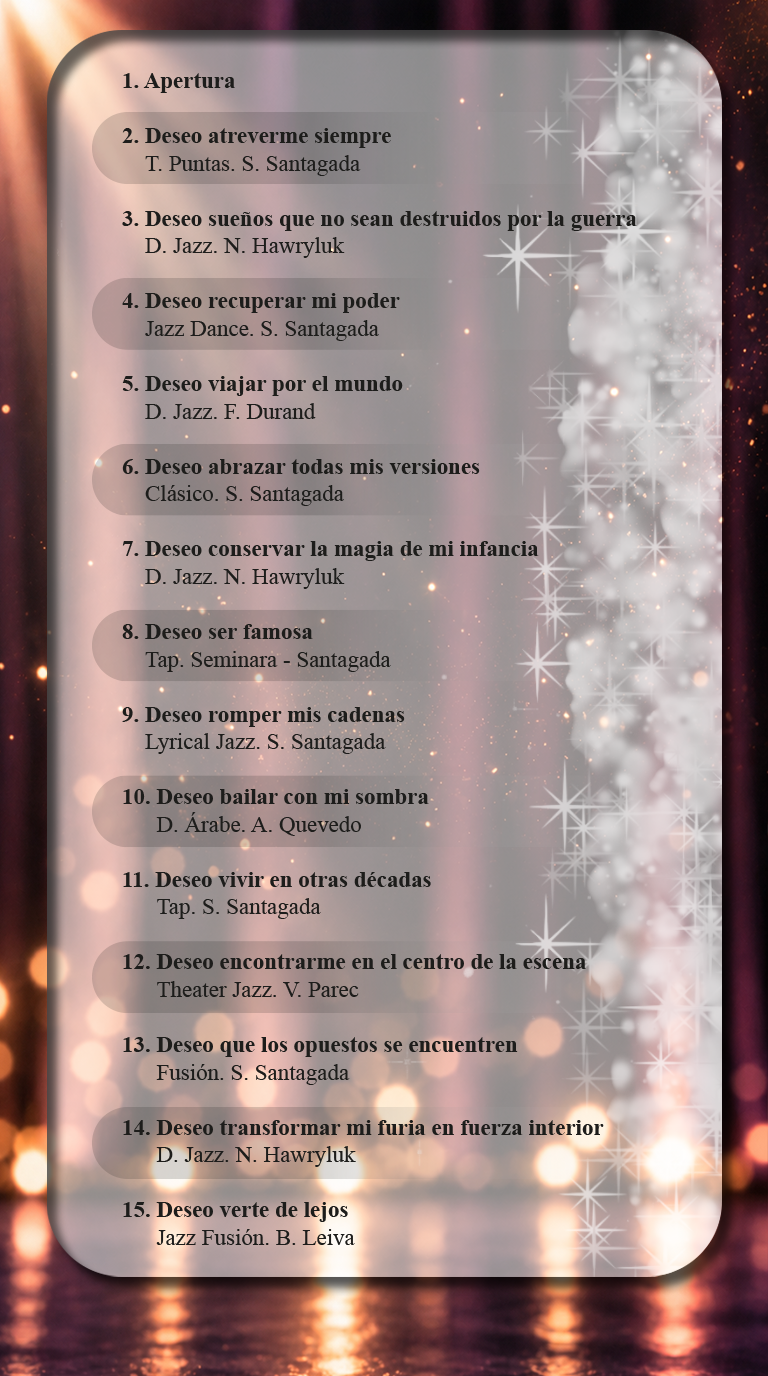 1. Apertura
2. Deseo atreverme siempre
T. Puntas. S. Santagada
3. Deseo sueños que no sean destruidos por la guerra
D. Jazz. N. Hawryluk
4. Deseo recuperar mi poder
Jazz Dance. S. Santagada
5. Deseo viajar por el mundo
D. Jazz. F. Durand
6. Deseo abrazar todas mis versiones
Clásico. S. Santagada
7. Deseo conservar la magia de mi infancia
D. Jazz. N. Hawryluk
8. Deseo ser famosa
Tap. Seminara - Santagada
9. Deseo romper mis cadenas
Lyrical Jazz. S. Santagada
10. Deseo bailar con mi sombra
D. Árabe. A. Quevedo
11. Deseo vivir en otras décadas
Tap. S. Santagada
12. Deseo encontrarme en el centro de la escena
Theater Jazz. V. Parec
13. Deseo que los opuestos se encuentren
Fusión. S. Santagada
14. Deseo transformar mi furia en fuerza interior
D. Jazz. N. Hawryluk
15. Deseo verte de lejos
Jazz Fusión. B. Leiva